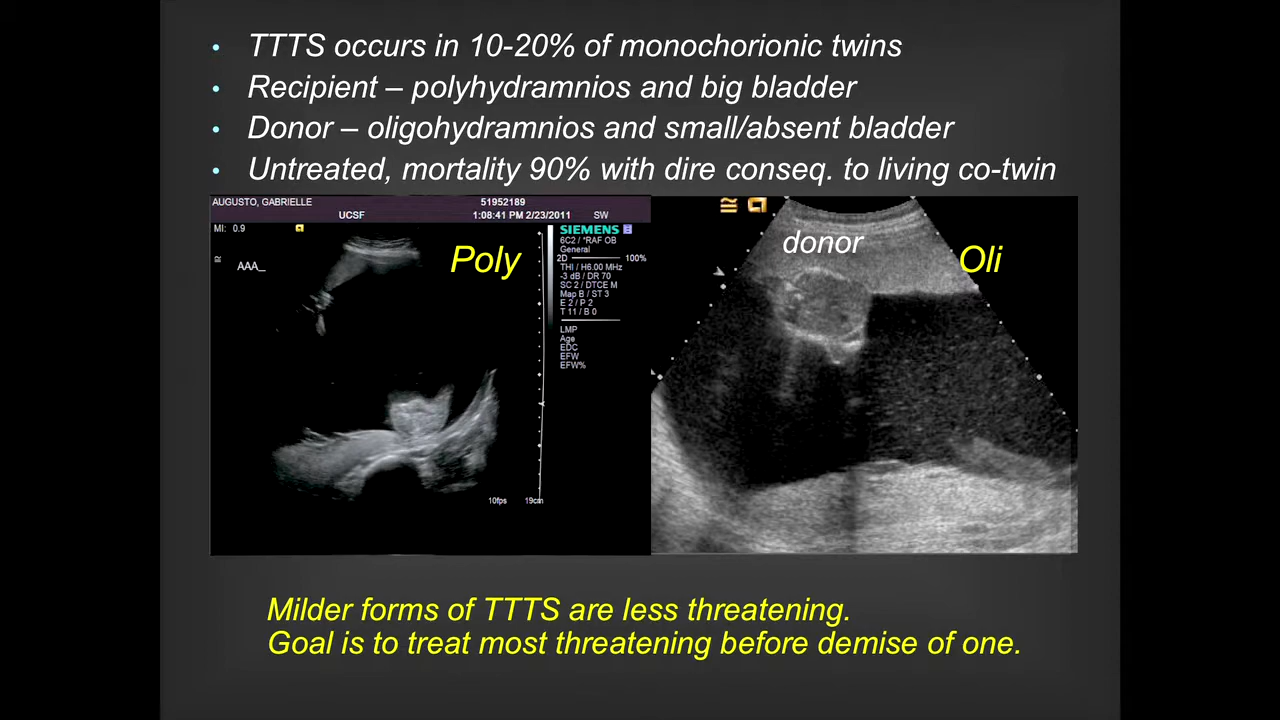 • TTTS occurs in 10-20% of monochorionic twins
• Recipient – polyhydramnios and big bladder
• Donor – oligohydramnios and small/absent bladder
• Untreated, mortality 90% with dire conseq. to living co-twin
AUGUSTO, GABRIELLE 51952189
UCSF 1:08:41 PM 2/23/2011 SW
MI: 0.9
SIEMENS
6C2 / *RAF OB
General
2D 100%
THI / H6.00 MHz
-3 dB / DR 70
SC 2 / DTCE M
Map B / ST 3
E 2 / P 2
T 11 / B 0
LMP
Age
EDC
EFW
EFW%
AAA_
Poly
10fps 19cm
donor
Oli
Milder forms of TTTS are less threatening.
Goal is to treat most threatening before demise of one.